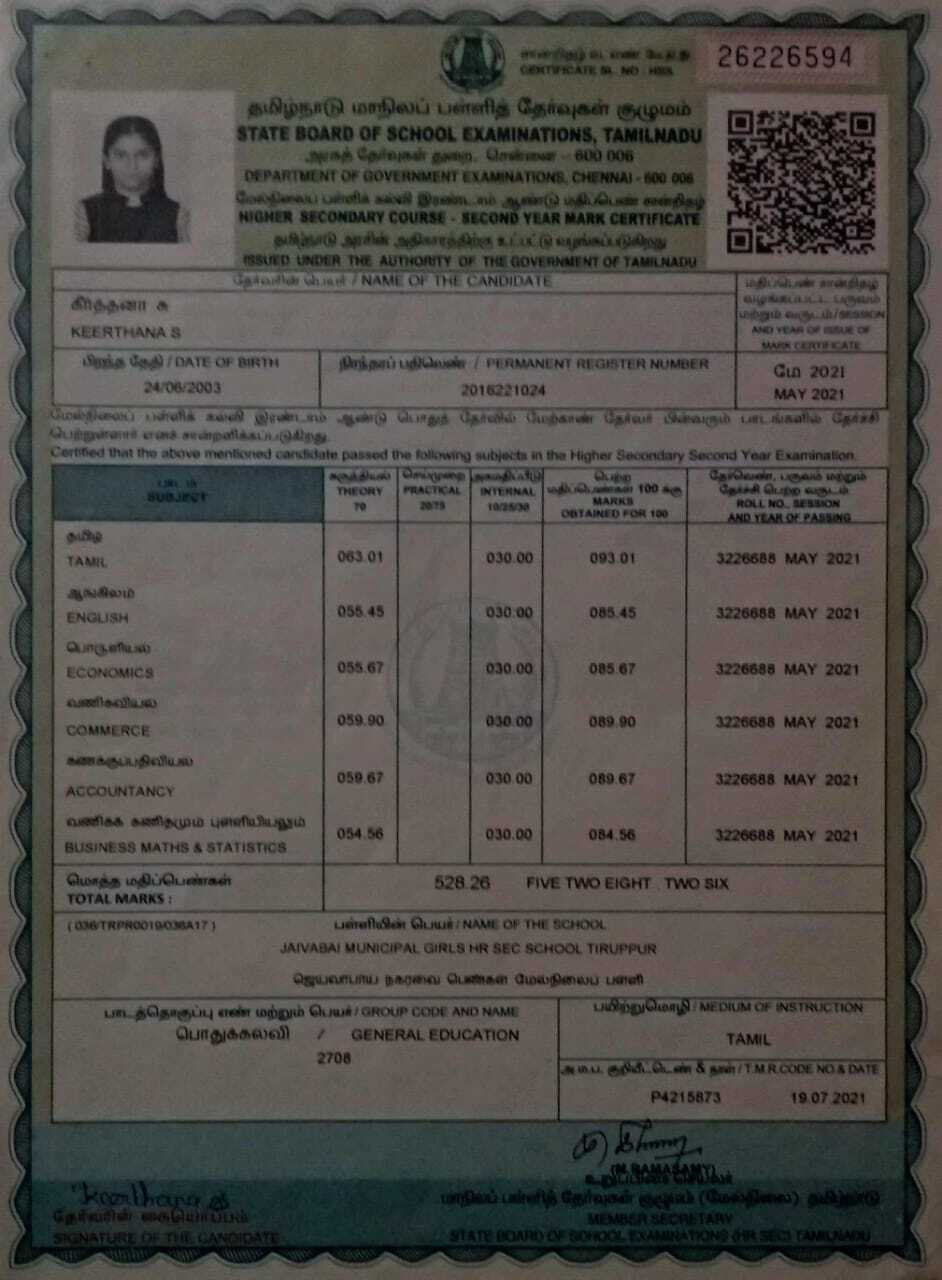 சான்றிதழ் வ. எண் மே.நி.ப
CERTIFICATE SL. NO : HSS
26226594
தமிழ்நாடு மாநிலப் பள்ளித் தேர்வுகள் குழுமம்
STATE BOARD OF SCHOOL EXAMINATIONS, TAMILNADU
அரசுத் தேர்வுகள் துறை, சென்னை - 600 006
DEPARTMENT OF GOVERNMENT EXAMINATIONS, CHENNAI - 600 006
மேல்நிலைப் பள்ளிக் கல்வி இரண்டாம் ஆண்டு மதிப்பெண் சான்றிதழ்
HIGHER SECONDARY COURSE - SECOND YEAR MARK CERTIFICATE
தமிழ்நாடு அரசின் அதிகாரத்திற்கு உட்பட்டு வழங்கப்படுகிறது
ISSUED UNDER THE AUTHORITY OF THE GOVERNMENT OF TAMILNADU
தேர்வரின் பெயர் / NAME OF THE CANDIDATE
கீர்த்தனா சு
KEERTHANA S
மதிப்பெண் சான்றிதழ்
வழங்கப்பட்ட பருவம்
மற்றும் வருடம்/SESSION
AND YEAR OF ISSUE OF
MARK CERTIFICATE
மே 2021
MAY 2021
பிறந்த தேதி / DATE OF BIRTH
24/06/2003
நிரந்தரப் பதிவெண் / PERMANENT REGISTER NUMBER
2016221024
மேல்நிலைப் பள்ளிக் கல்வி இரண்டாம் ஆண்டு பொதுத் தேர்வில் மேற்காண் தேர்வர் பின்வரும் பாடங்களில் தேர்ச்சி
பெற்றுள்ளார் எனச் சான்றளிக்கப்படுகிறது.
Certified that the above mentioned candidate passed the following subjects in the Higher Secondary Second Year Examination.
பாடம் SUBJECT
கருத்தியல் THEORY 70
செய்முறை PRACTICAL 20/75
அகமதிப்பீடு INTERNAL 10/25/30
பெற்ற மதிப்பெண்கள் 100 க்கு MARKS OBTAINED FOR 100
தேர்வெண், பருவம் மற்றும் தேர்ச்சி பெற்ற வருடம் ROLL NO., SESSION AND YEAR OF PASSING
தமிழ்
TAMIL 063.01 030.00 093.01 3226688 MAY 2021
ஆங்கிலம்
ENGLISH 055.45 030.00 085.45 3226688 MAY 2021
பொருளியல்
ECONOMICS 055.67 030.00 085.67 3226688 MAY 2021
வணிகவியல்
COMMERCE 059.90 030.00 089.90 3226688 MAY 2021
கணக்குப்பதிவியல்
ACCOUNTANCY 059.67 030.00 089.67 3226688 MAY 2021
வணிகக் கணிதமும் புள்ளியியலும்
BUSINESS MATHS & STATISTICS 054.56 030.00 084.56 3226688 MAY 2021
மொத்த மதிப்பெண்கள்
TOTAL MARKS : 528.26 FIVE TWO EIGHT . TWO SIX
( 036/TRPR0019/036A17 ) பள்ளியின் பெயர் / NAME OF THE SCHOOL
JAIVABAI MUNICIPAL GIRLS HR SEC SCHOOL TIRUPPUR
ஜெய்வாபாய் நகரவை பெண்கள் மேல்நிலைப் பள்ளி
பாடத்தொகுப்பு எண் மற்றும் பெயர் / GROUP CODE AND NAME
பொதுக்கல்வி / GENERAL EDUCATION
2708
பயிற்றுமொழி / MEDIUM OF INSTRUCTION
TAMIL
அ.ம.ப. குறியீட்டெண் & நாள் / T.M.R.CODE NO.& DATE
P4215873 19.07.2021
Keerthana S
தேர்வரின் கையொப்பம்
SIGNATURE OF THE CANDIDATE
(M.RAMASAMY)
உறுப்பினர் செயலர்
மாநிலப் பள்ளித் தேர்வுகள் குழுமம் (மேல்நிலை) தமிழ்நாடு
MEMBER SECRETARY
STATE BOARD OF SCHOOL EXAMINATIONS (HR SEC) TAMILNADU